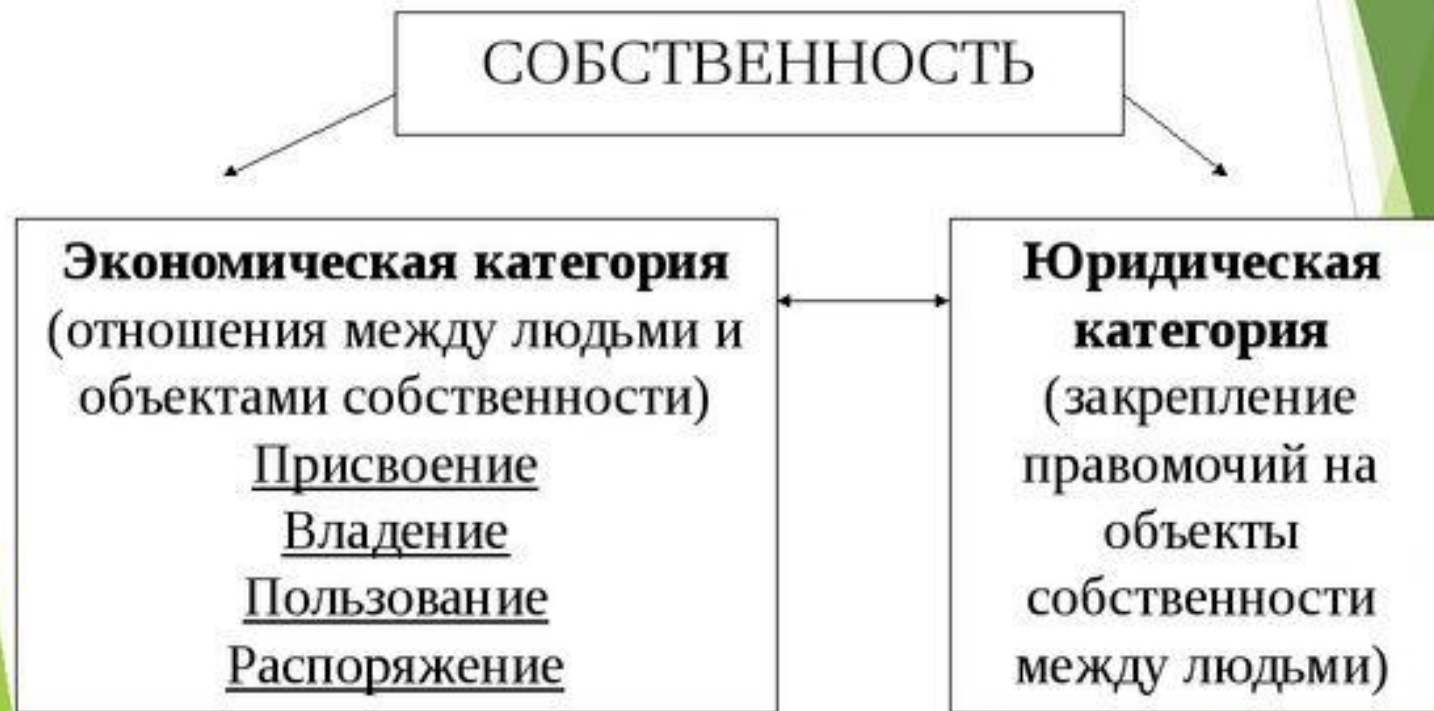 СОБСТВЕННОСТЬ
Экономическая категория
(отношения между людьми и
объектами собственности)
Присвоение
Владение
Пользование
Распоряжение
Юридическая
категория
(закрепление
правомочий на
объекты
собственности
между людьми)